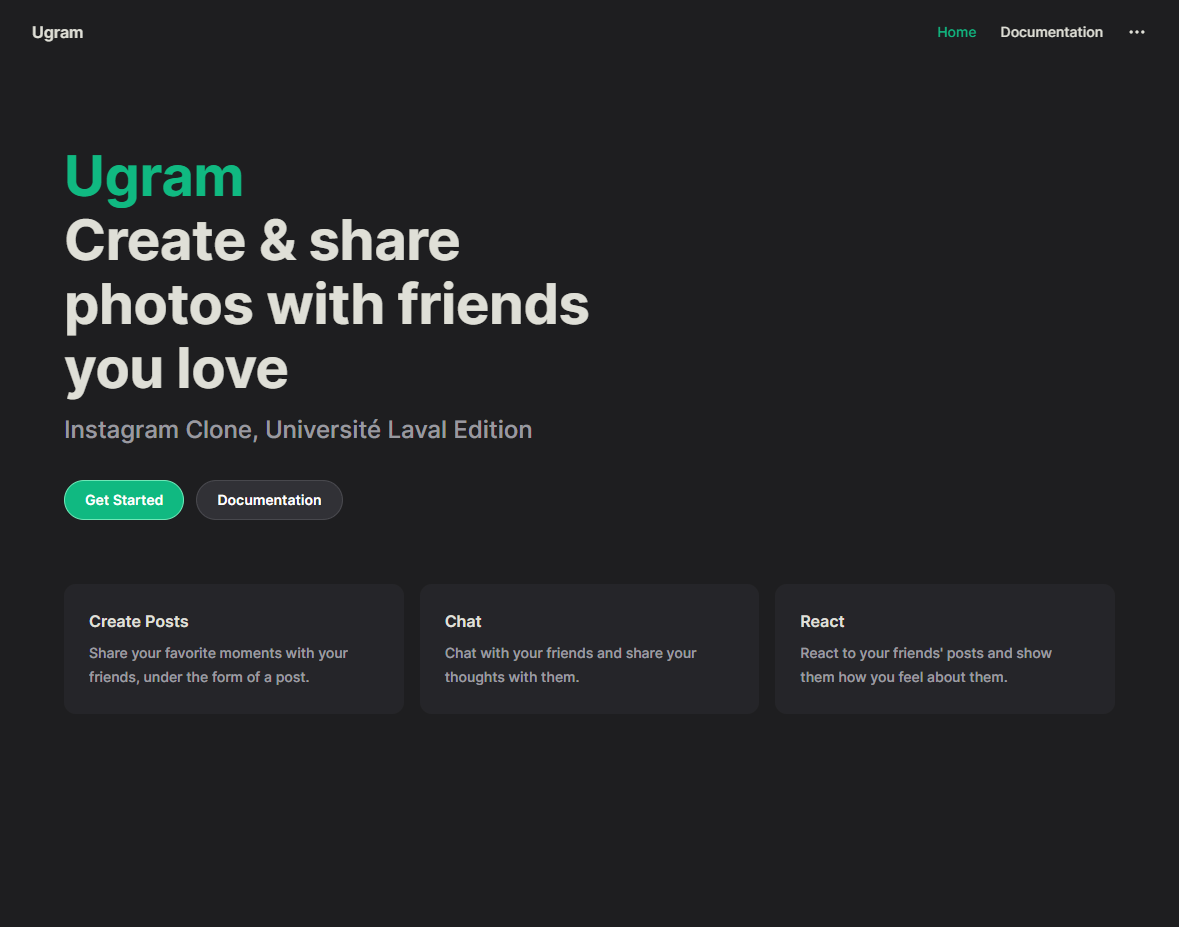 Ugram
Home
Documentation
Ugram
Create & share
photos with friends
you love
Instagram Clone, Université Laval Edition
Get Started
Documentation
Create Posts
Share your favorite moments with your
friends, under the form of a post.
Chat
Chat with your friends and share your
thoughts with them.
React
React to your friends' posts and show
them how you feel about them.